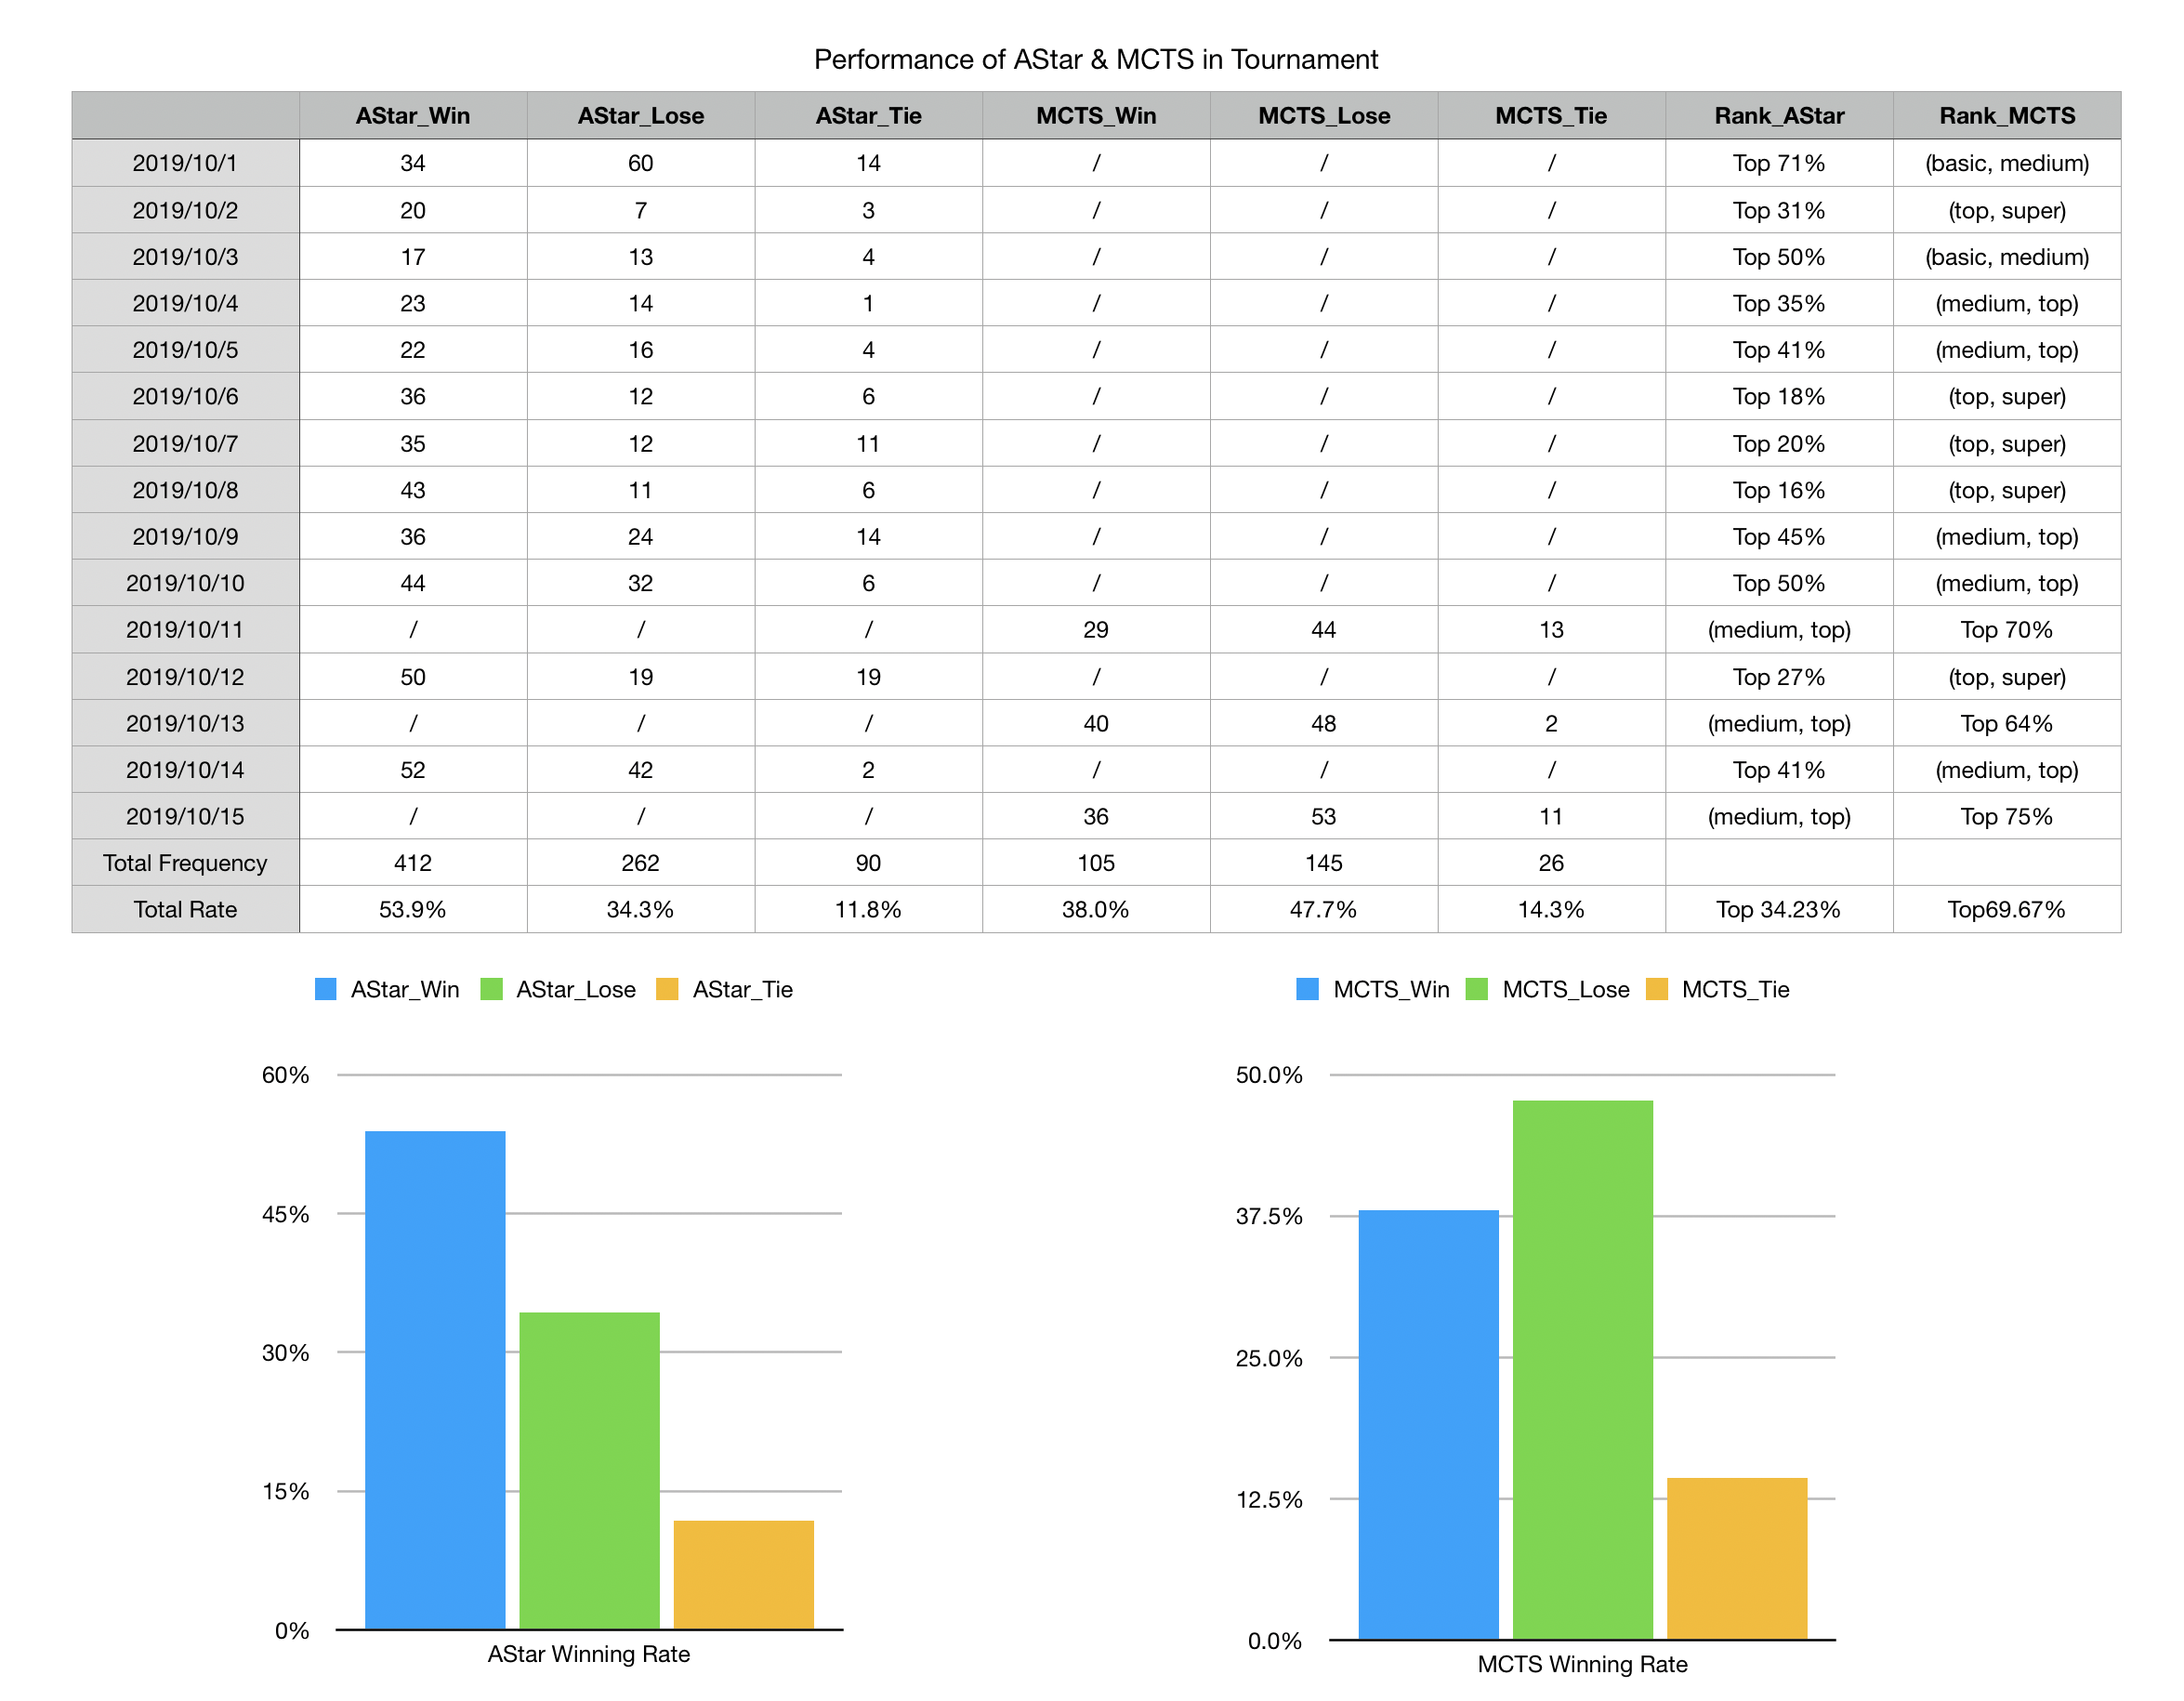 Performance of AStar & MCTS in Tournament
AStar_Win AStar_Lose AStar_Tie MCTS_Win MCTS_Lose MCTS_Tie Rank_AStar Rank_MCTS
2019/10/1 34 60 14 / / / Top 71% (basic, medium)
2019/10/2 20 7 3 / / / Top 31% (top, super)
2019/10/3 17 13 4 / / / Top 50% (basic, medium)
2019/10/4 23 14 1 / / / Top 35% (medium, top)
2019/10/5 22 16 4 / / / Top 41% (medium, top)
2019/10/6 36 12 6 / / / Top 18% (top, super)
2019/10/7 35 12 11 / / / Top 20% (top, super)
2019/10/8 43 11 6 / / / Top 16% (top, super)
2019/10/9 36 24 14 / / / Top 45% (medium, top)
2019/10/10 44 32 6 / / / Top 50% (medium, top)
2019/10/11 / / / 29 44 13 (medium, top) Top 70%
2019/10/12 50 19 19 / / / Top 27% (top, super)
2019/10/13 / / / 40 48 2 (medium, top) Top 64%
2019/10/14 52 42 2 / / / Top 41% (medium, top)
2019/10/15 / / / 36 53 11 (medium, top) Top 75%
Total Frequency 412 262 90 105 145 26
Total Rate 53.9% 34.3% 11.8% 38.0% 47.7% 14.3% Top 34.23% Top69.67%
AStar_Win AStar_Lose AStar_Tie
60%
45%
30%
15%
0%
AStar Winning Rate
MCTS_Win MCTS_Lose MCTS_Tie
50.0%
37.5%
25.0%
12.5%
0.0%
MCTS Winning Rate